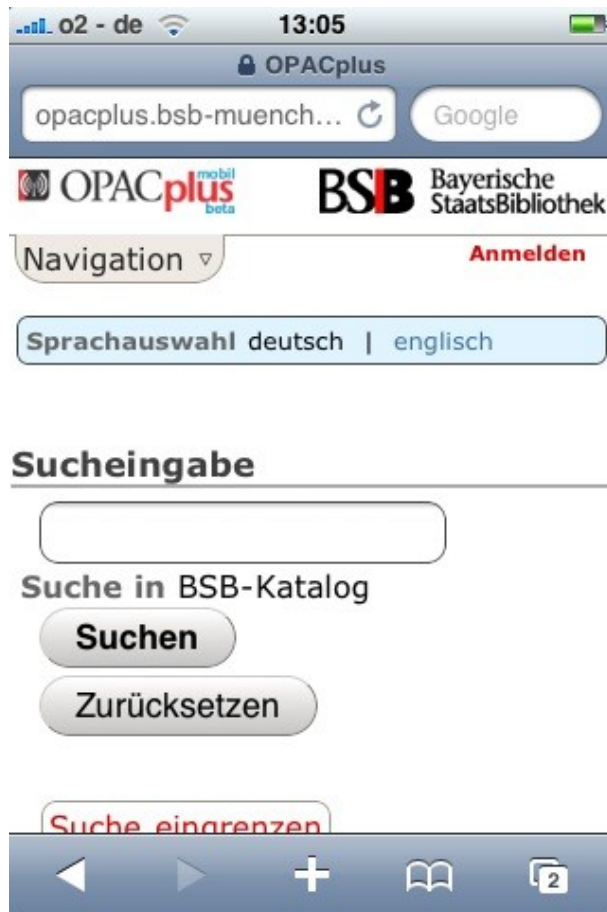 o2 - de 13:05
OPACplus
opacplus.bsb-muench... Google
OPACplus mobil beta BSB Bayerische StaatsBibliothek
Navigation Anmelden
Sprachauswahl deutsch | englisch
Sucheingabe
Suche in BSB-Katalog
Suchen
Zurücksetzen
Suche eingrenzen
2